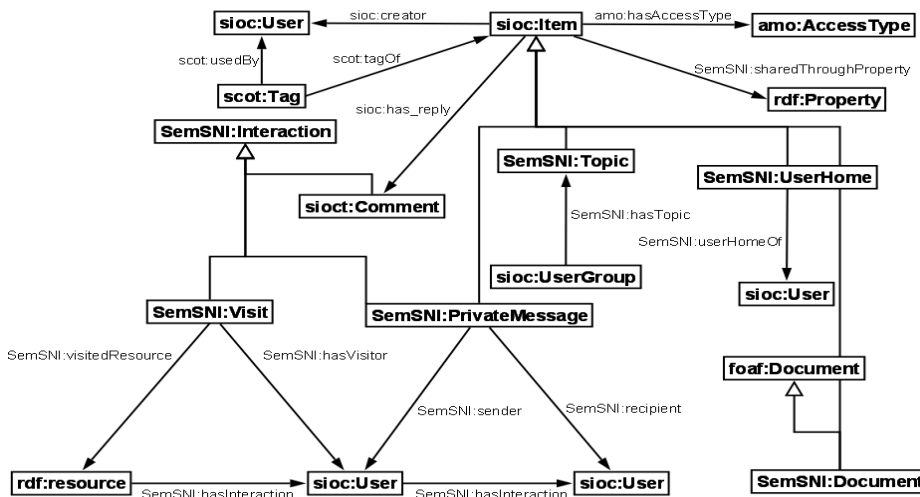 sioc:User
sioc:creator
sioc:Item
amo:hasAccessType
amo:AccessType
scot:usedBy
scot:tagOf
SemSNI:sharedThroughProperty
scot:Tag
rdf:Property
sioc:has_reply
SemSNI:Interaction
SemSNI:Topic
SemSNI:UserHome
sioct:Comment
SemSNI:hasTopic
SemSNI:userHomeOf
sioc:UserGroup
sioc:User
SemSNI:Visit
SemSNI:PrivateMessage
SemSNI:visitedResource
SemSNI:hasVisitor
foaf:Document
SemSNI:sender
SemSNI:recipient
rdf:resource
SemSNI:hasInteraction
sioc:User
SemSNI:hasInteraction
sioc:User
SemSNI:Document